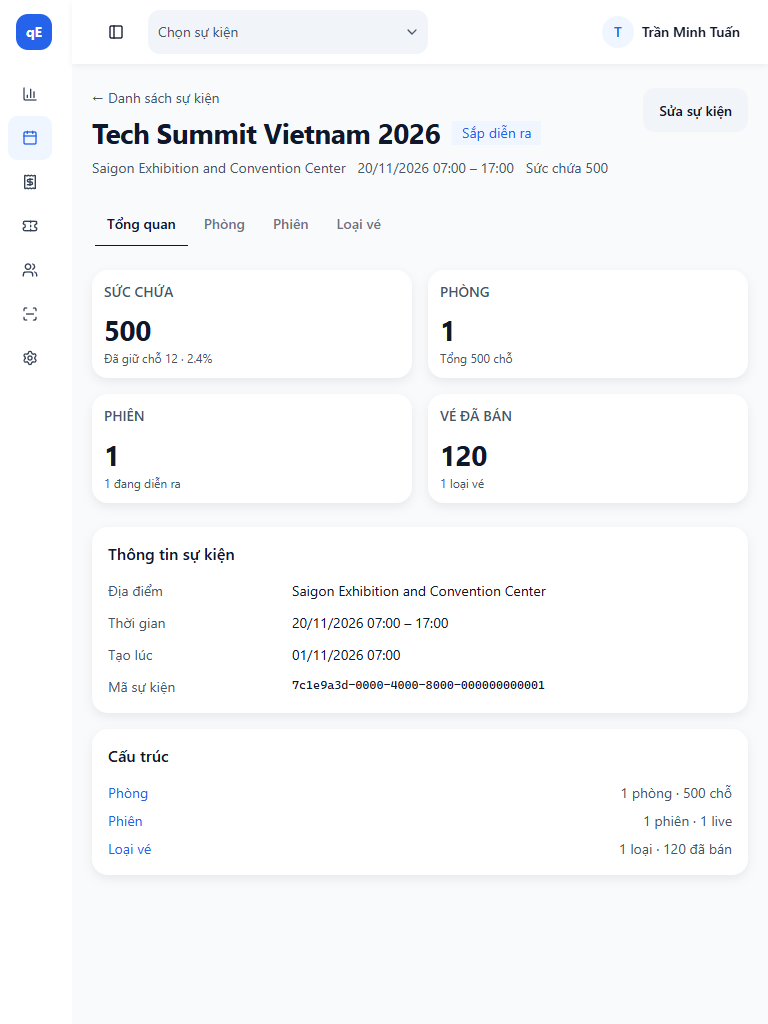 qE
Chọn sự kiện
T
Trần Minh Tuấn
← Danh sách sự kiện
Tech Summit Vietnam 2026
Sắp diễn ra
Sửa sự kiện
Saigon Exhibition and Convention Center 20/11/2026 07:00 – 17:00 Sức chứa 500
Tổng quan Phòng Phiên Loại vé
SỨC CHỨA
500
Đã giữ chỗ 12 · 2.4%
PHÒNG
1
Tổng 500 chỗ
PHIÊN
1
1 đang diễn ra
VÉ ĐÃ BÁN
120
1 loại vé
Thông tin sự kiện
Địa điểm Saigon Exhibition and Convention Center
Thời gian 20/11/2026 07:00 – 17:00
Tạo lúc 01/11/2026 07:00
Mã sự kiện 7c1e9a3d-0000-4000-8000-000000000001
Cấu trúc
Phòng 1 phòng · 500 chỗ
Phiên 1 phiên · 1 live
Loại vé 1 loại · 120 đã bán